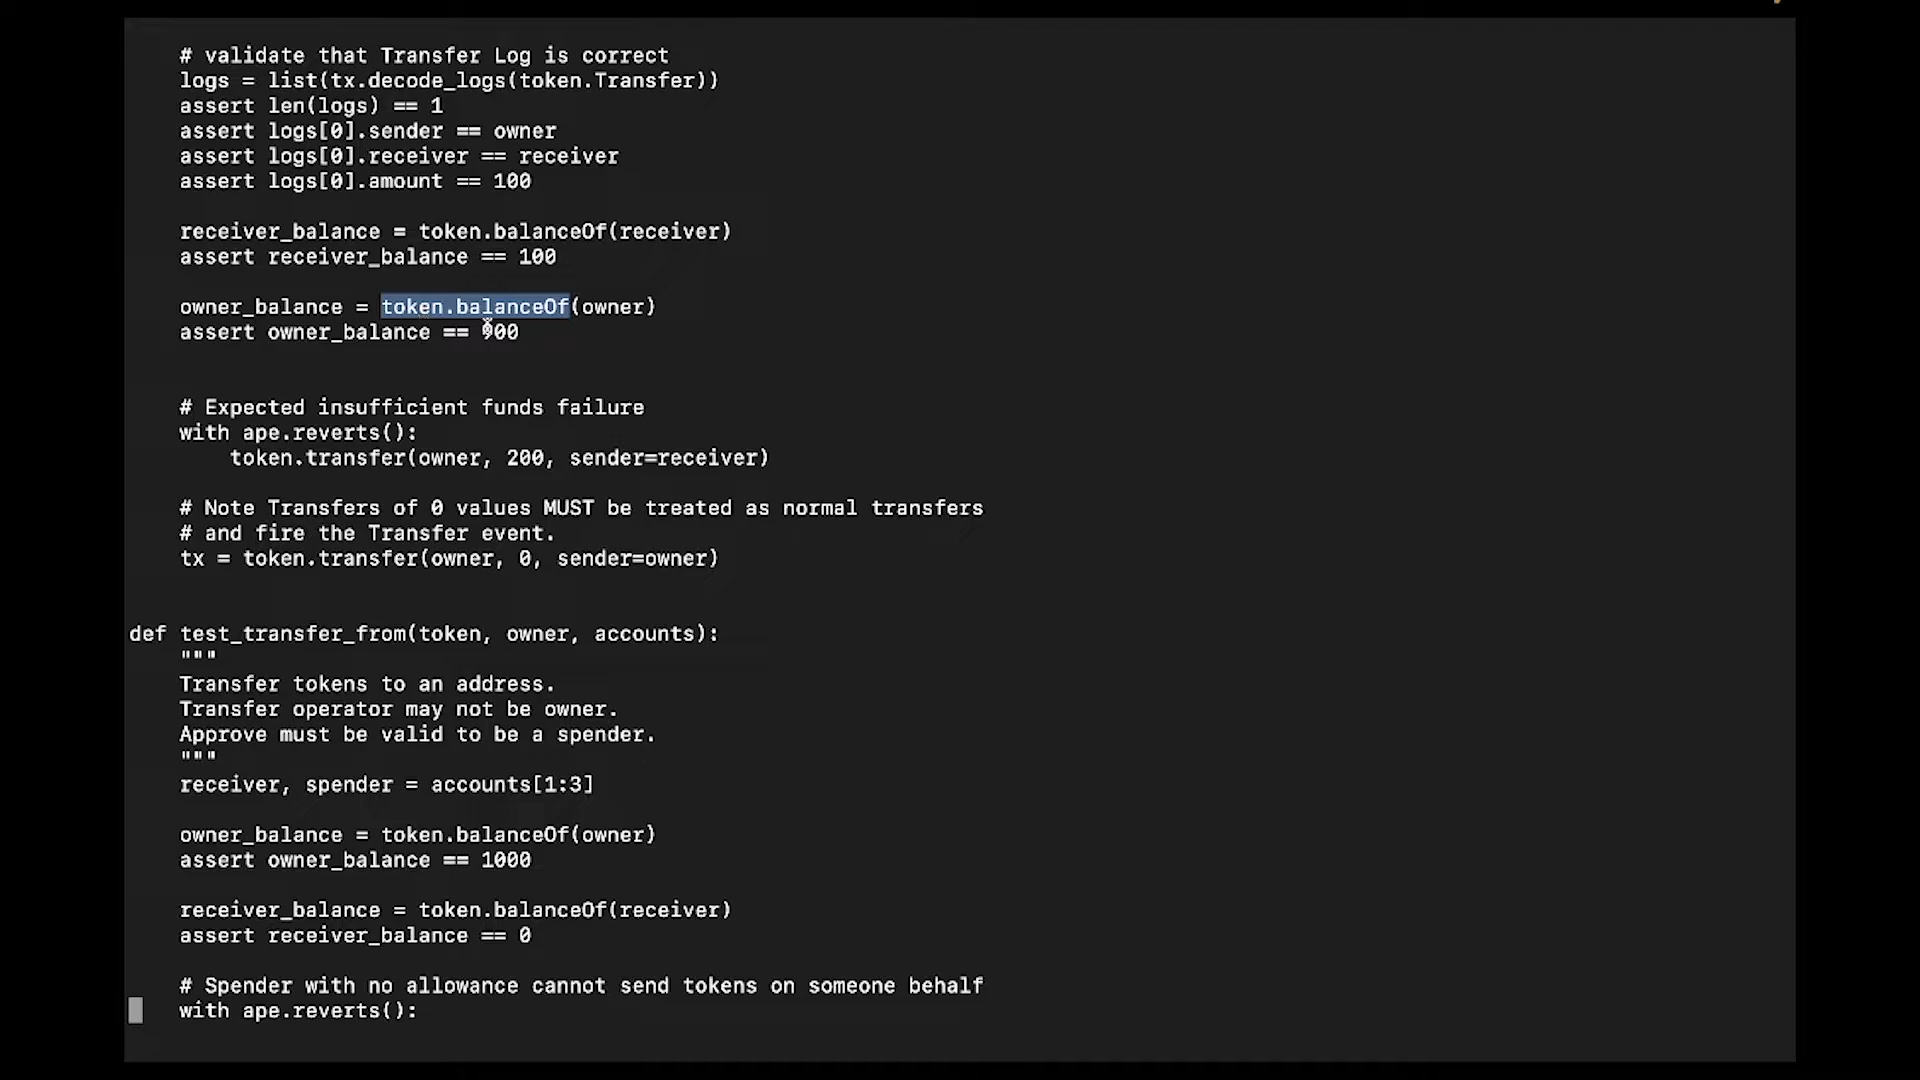 # validate that Transfer Log is correct
logs = list(tx.decode_logs(token.Transfer))
assert len(logs) == 1
assert logs[0].sender == owner
assert logs[0].receiver == receiver
assert logs[0].amount == 100
receiver_balance = token.balanceOf(receiver)
assert receiver_balance == 100
owner_balance = token.balanceOf(owner)
assert owner_balance == 900
# Expected insufficient funds failure
with ape.reverts():
token.transfer(owner, 200, sender=receiver)
# Note Transfers of 0 values MUST be treated as normal transfers
# and fire the Transfer event.
tx = token.transfer(owner, 0, sender=owner)
def test_transfer_from(token, owner, accounts):
"""
Transfer tokens to an address.
Transfer operator may not be owner.
Approve must be valid to be a spender.
"""
receiver, spender = accounts[1:3]
owner_balance = token.balanceOf(owner)
assert owner_balance == 1000
receiver_balance = token.balanceOf(receiver)
assert receiver_balance == 0
# Spender with no allowance cannot send tokens on someone behalf
with ape.reverts():